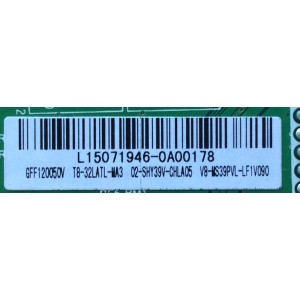 L15071946-0A00178
GFF120050V T8-32LATL-MA3 02-SHY39V-CHLA05 V8-MS39PVL-LF1V090